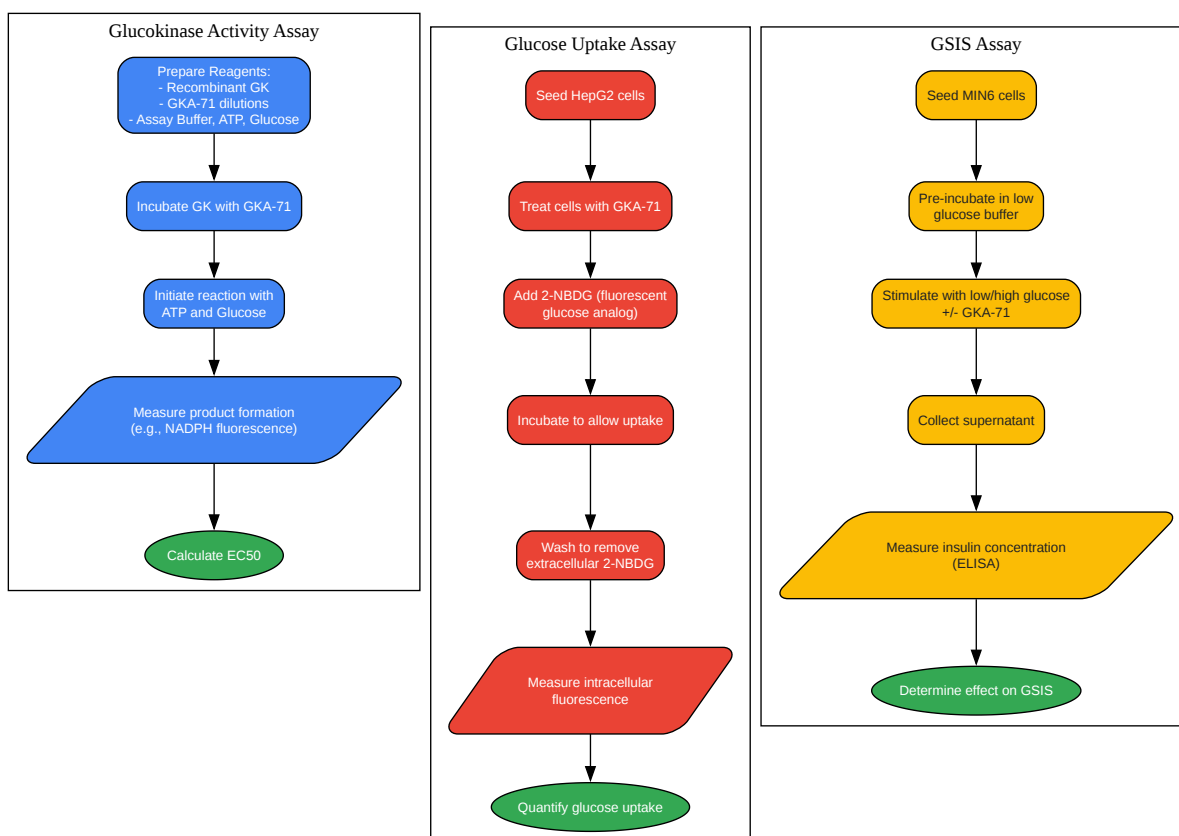 Glucokinase Activity Assay
Prepare Reagents:
- Recombinant GK
- GKA-71 dilutions
- Assay Buffer, ATP, Glucose
Incubate GK with GKA-71
Initiate reaction with
ATP and Glucose
Measure product formation
(e.g., NADPH fluorescence)
Calculate EC50
Glucose Uptake Assay
Seed HepG2 cells
Treat cells with GKA-71
Add 2-NBDG (fluorescent
glucose analog)
Incubate to allow uptake
Wash to remove
extracellular 2-NBDG
Measure intracellular
fluorescence
Quantify glucose uptake
GSIS Assay
Seed MIN6 cells
Pre-incubate in low
glucose buffer
Stimulate with low/high glucose
+/- GKA-71
Collect supernatant
Measure insulin concentration
(ELISA)
Determine effect on GSIS